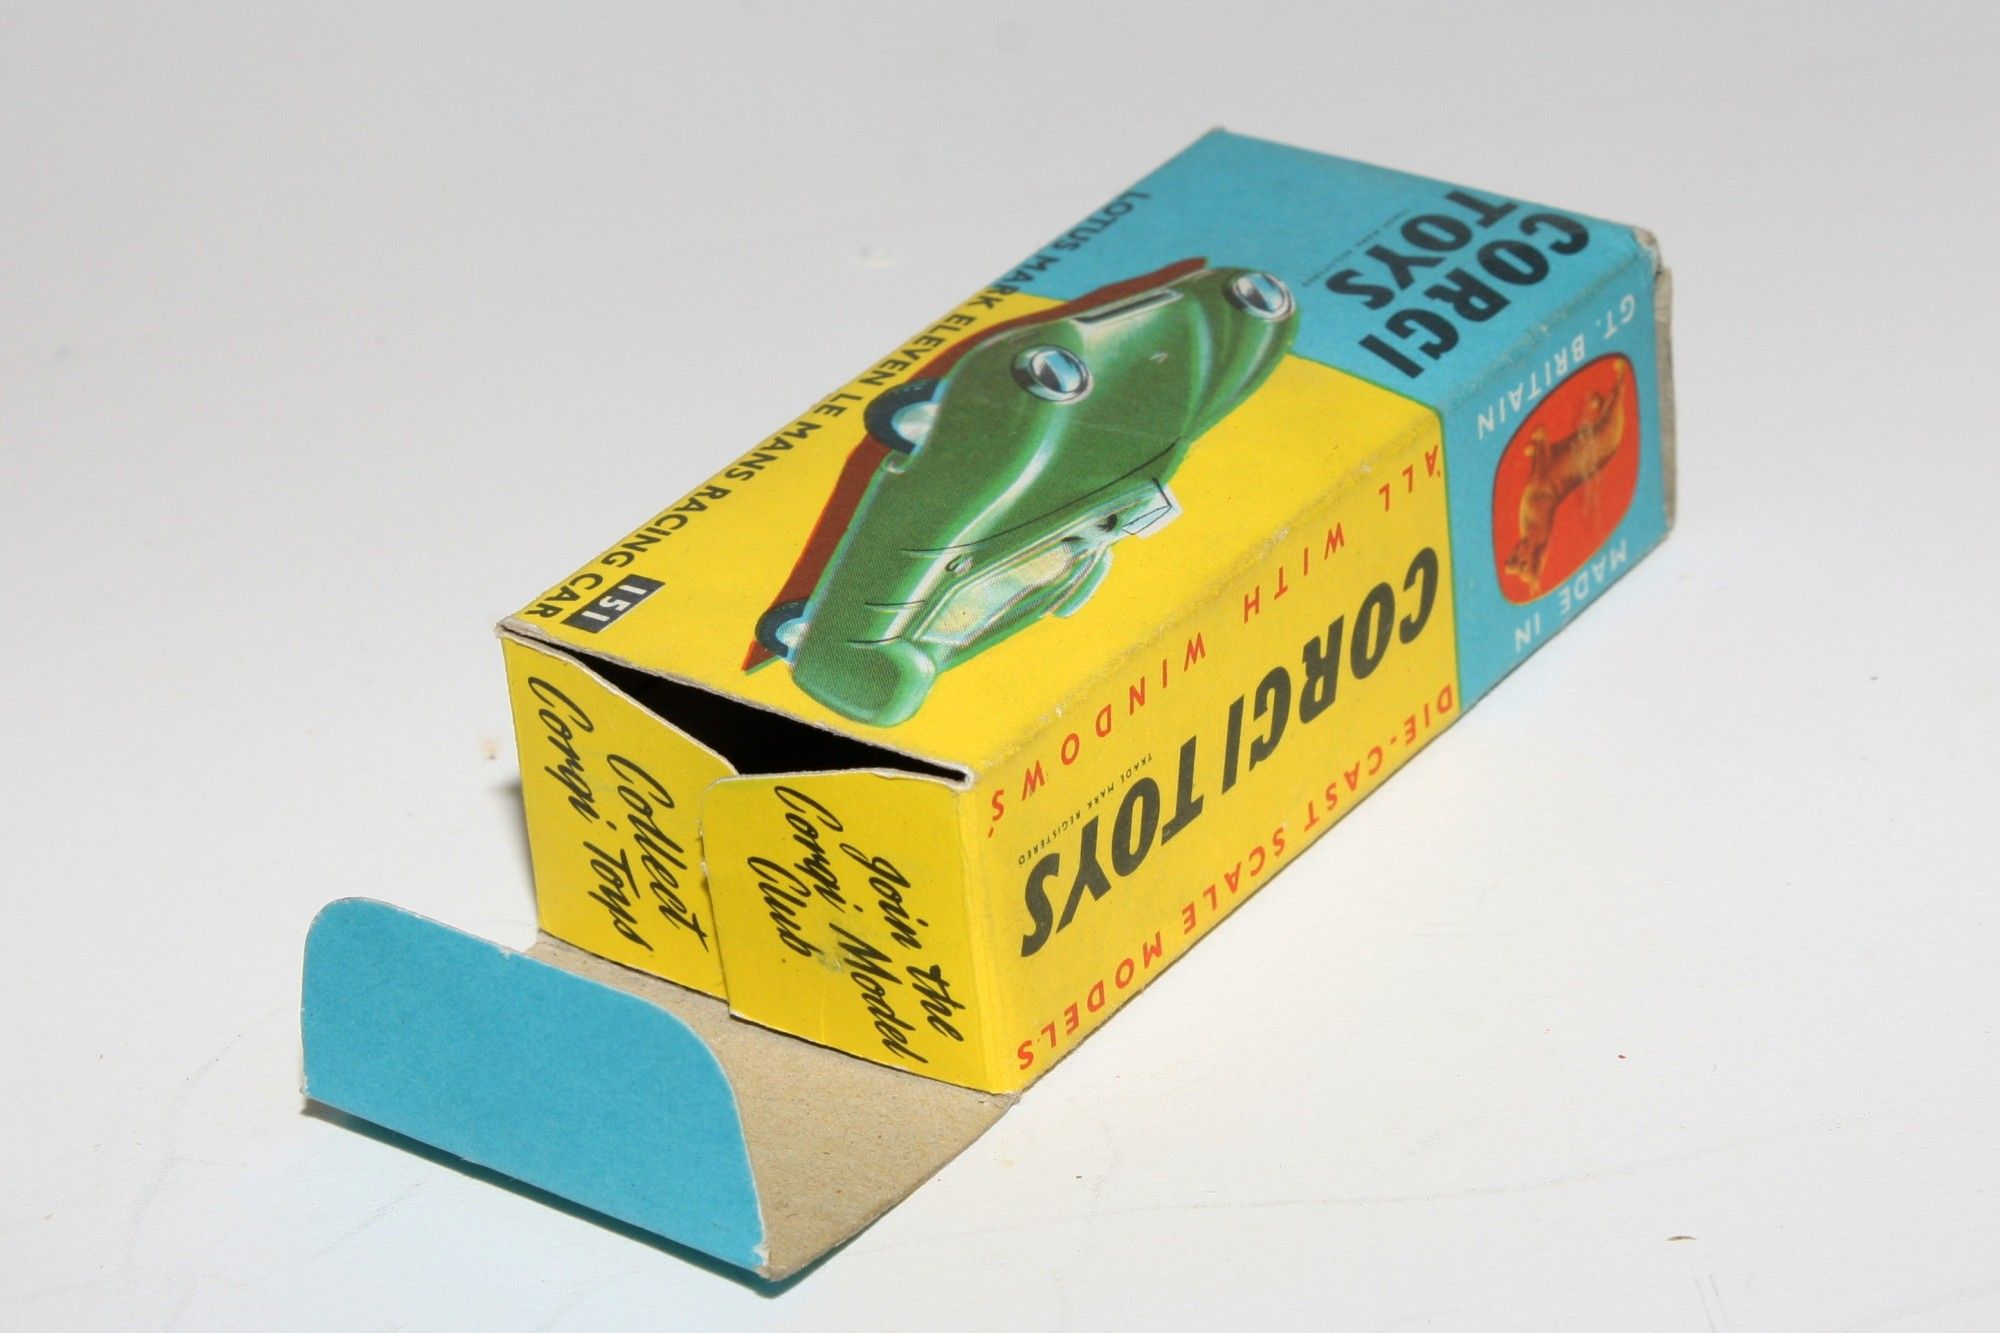 CORGI
TOYS
LOTUS MARK ELEVEN LE MANS RACING CAR
151
'ALL WITH WINDOWS'
CORGI TOYS
TRADE MARK REGISTERED
DIE-CAST SCALE MODELS
MADE IN
GT. BRITAIN
Collect
Corgi Toys
Join the
Corgi Model
Club